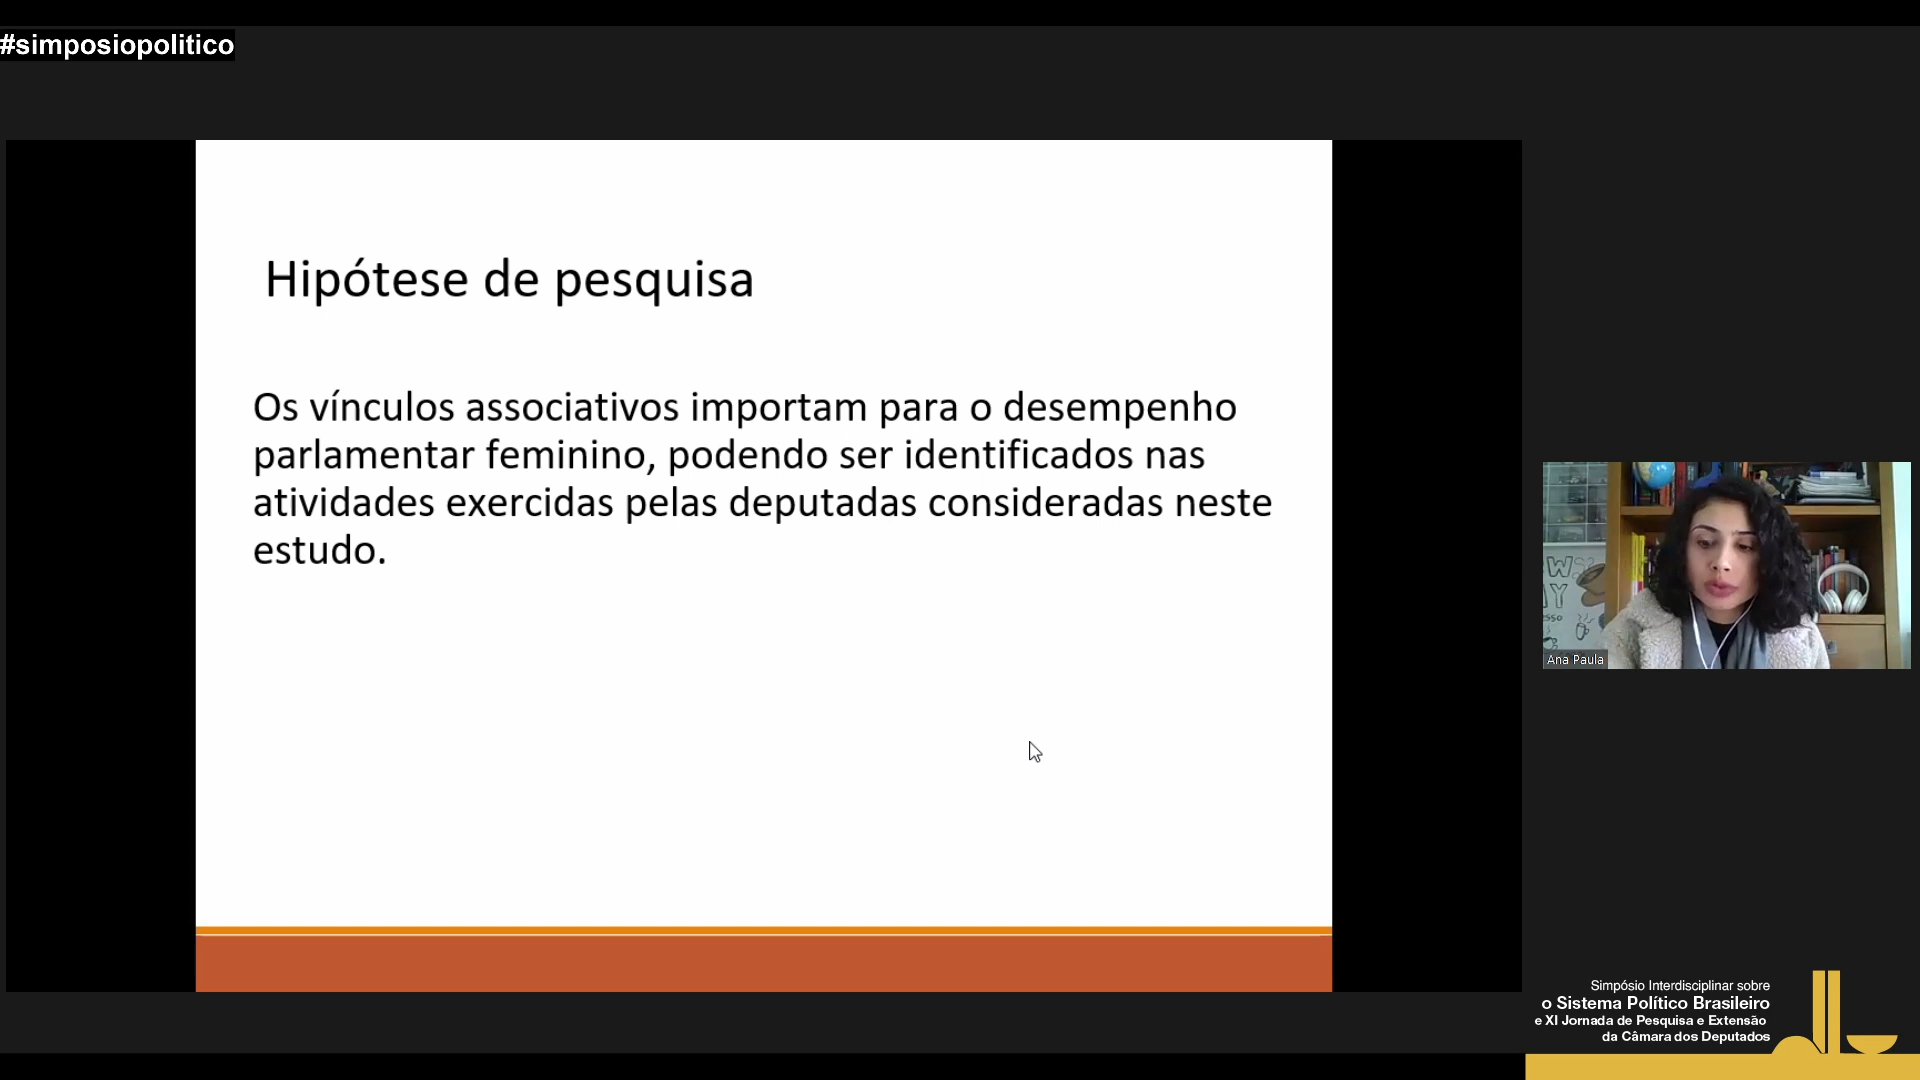 #simposiopolitico
Hipótese de pesquisa
Os vínculos associativos importam para o desempenho
parlamentar feminino, podendo ser identificados nas
atividades exercidas pelas deputadas consideradas neste
estudo.
Ana Paula
Simpósio Interdisciplinar sobre
o Sistema Político Brasileiro
e XI Jornada de Pesquisa e Extensão
da Câmara dos Deputados